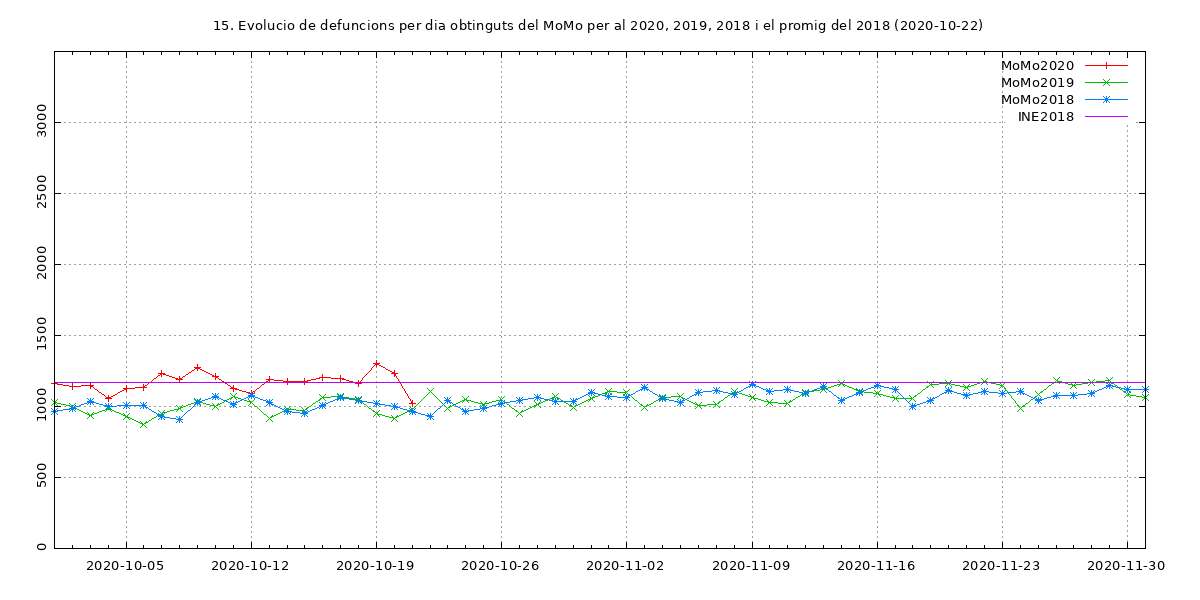 15. Evolucio de defuncions per dia obtinguts del MoMo per al 2020, 2019, 2018 i el promig del 2018 (2020-10-22)
MoMo2020
MoMo2019
MoMo2018
INE2018
3000
2500
2000
1500
1000
500
0
2020-10-05 2020-10-12 2020-10-19 2020-10-26 2020-11-02 2020-11-09 2020-11-16 2020-11-23 2020-11-30